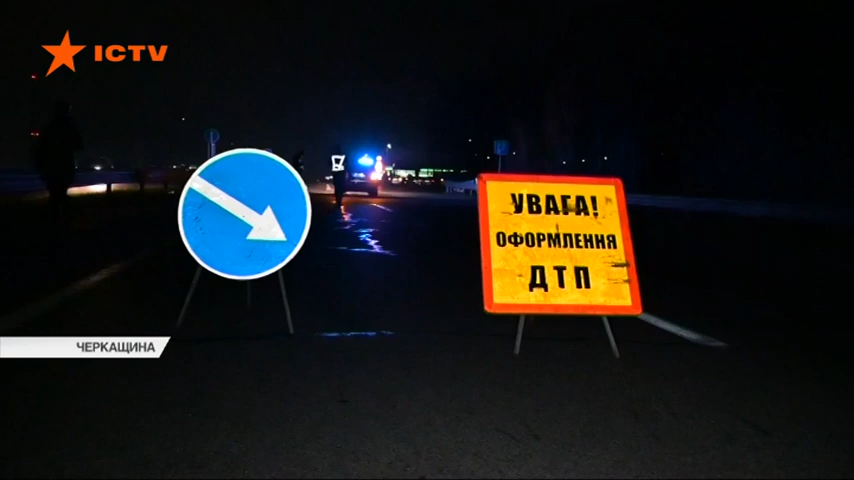 ICTV
УВАГА!
ОФОРМЛЕННЯ
ДТП
ЧЕРКАЩИНА